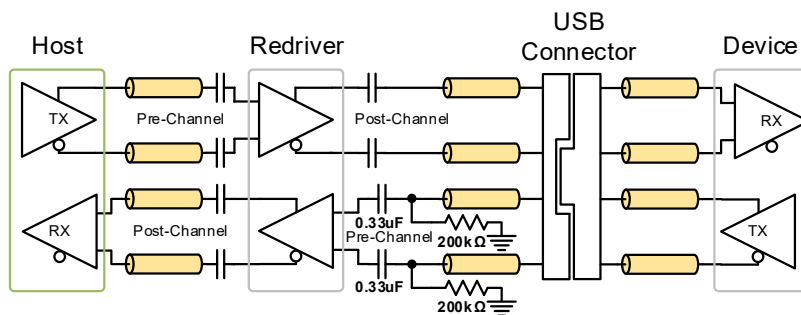 Host
Redriver
USB
Connector
Device
TX
Pre-Channel
Post-Channel
RX
RX
Post-Channel
0.33uF
Pre-Channel
200kΩ
TX
0.33uF
200kΩ